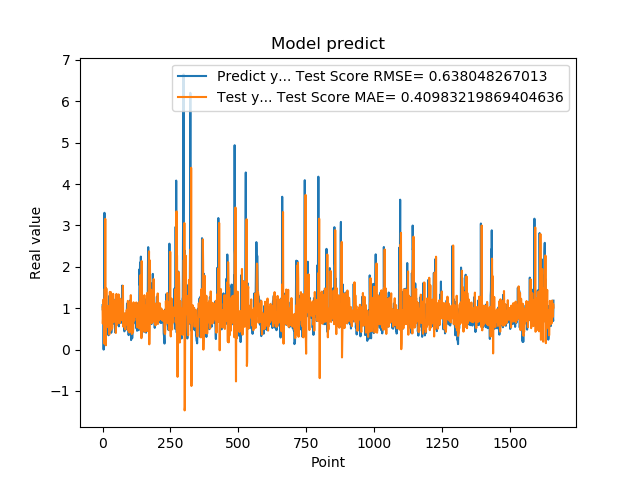 Model predict
Predict y... Test Score RMSE= 0.638048267013
Test y... Test Score MAE= 0.40983219869404636
7
6
5
4
3
2
1
0
−1
Real value
0 250 500 750 1000 1250 1500
Point